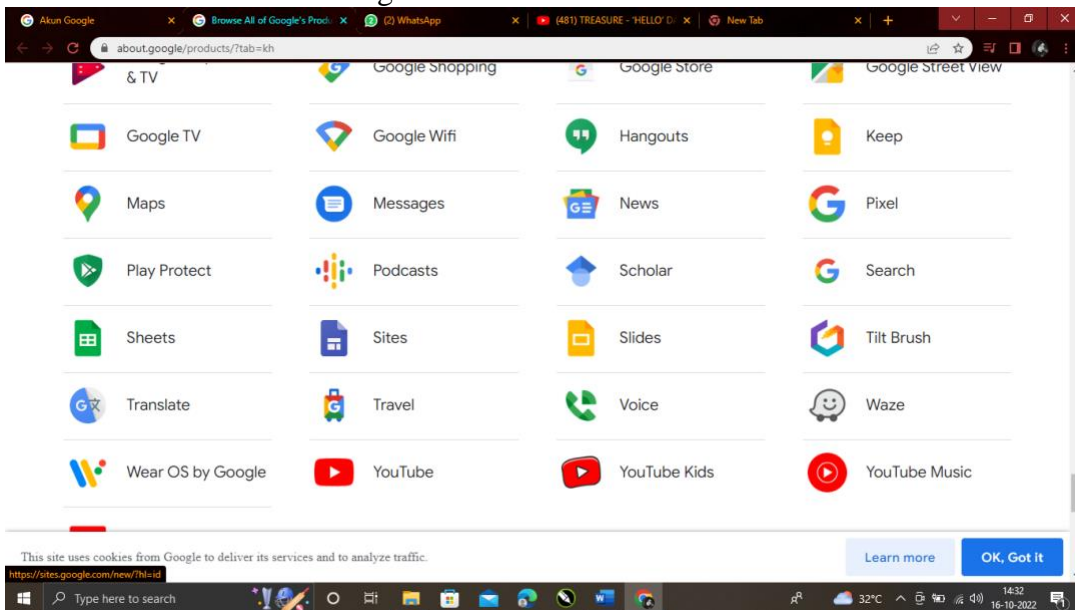 Akun Google
Browse All of Google's Produ
(2) WhatsApp
(481) TREASURE - 'HELLO' D
New Tab
about.google/products/?tab=kh
& TV
Google Shopping
Google Store
Google Street View
Google TV
Google Wifi
Hangouts
Keep
Maps
Messages
News
Pixel
Play Protect
Podcasts
Scholar
Search
Sheets
Sites
Slides
Tilt Brush
Translate
Travel
Voice
Waze
Wear OS by Google
YouTube
YouTube Kids
YouTube Music
This site uses cookies from Google to deliver its services and to analyze traffic.
Learn more
OK, Got it
https://sites.google.com/new/?hl=id
Type here to search
32°C
14:32
16-10-2022